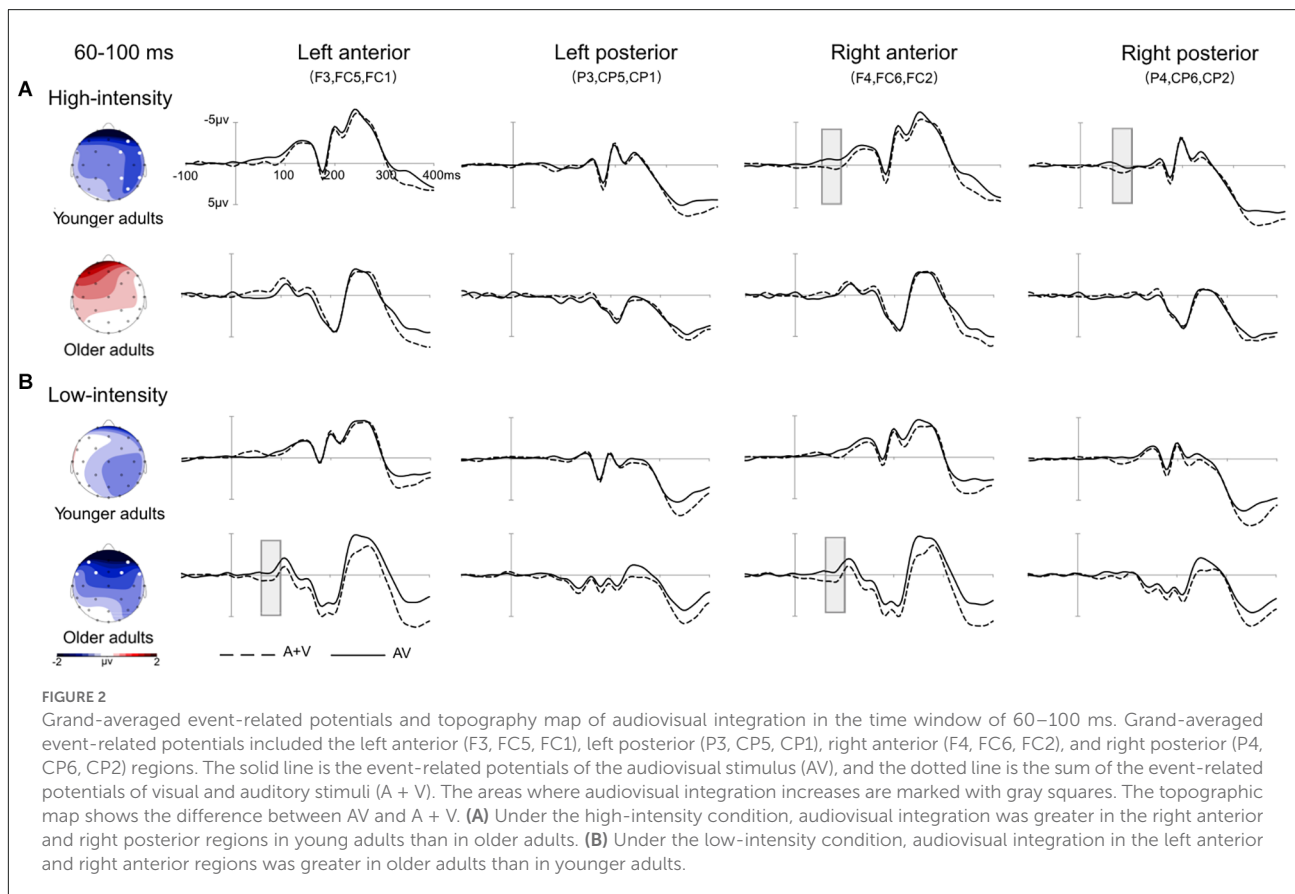 60-100 ms
Left anterior
(F3,FC5,FC1)
Left posterior
(P3,CP5,CP1)
Right anterior
(F4,FC6,FC2)
Right posterior
(P4,CP6,CP2)
A
High-intensity
Younger adults
-5μv
-100
100
200
300
400ms
5μv
Older adults
B
Low-intensity
Younger adults
Older adults
-2
μv
2
A+V
AV
FIGURE 2
Grand-averaged event-related potentials and topography map of audiovisual integration in the time window of 60–100 ms. Grand-averaged
event-related potentials included the left anterior (F3, FC5, FC1), left posterior (P3, CP5, CP1), right anterior (F4, FC6, FC2), and right posterior (P4,
CP6, CP2) regions. The solid line is the event-related potentials of the audiovisual stimulus (AV), and the dotted line is the sum of the event-related
potentials of visual and auditory stimuli (A + V). The areas where audiovisual integration increases are marked with gray squares. The topographic
map shows the difference between AV and A + V. (A) Under the high-intensity condition, audiovisual integration was greater in the right anterior
and right posterior regions in young adults than in older adults. (B) Under the low-intensity condition, audiovisual integration in the left anterior
and right anterior regions was greater in older adults than in younger adults.